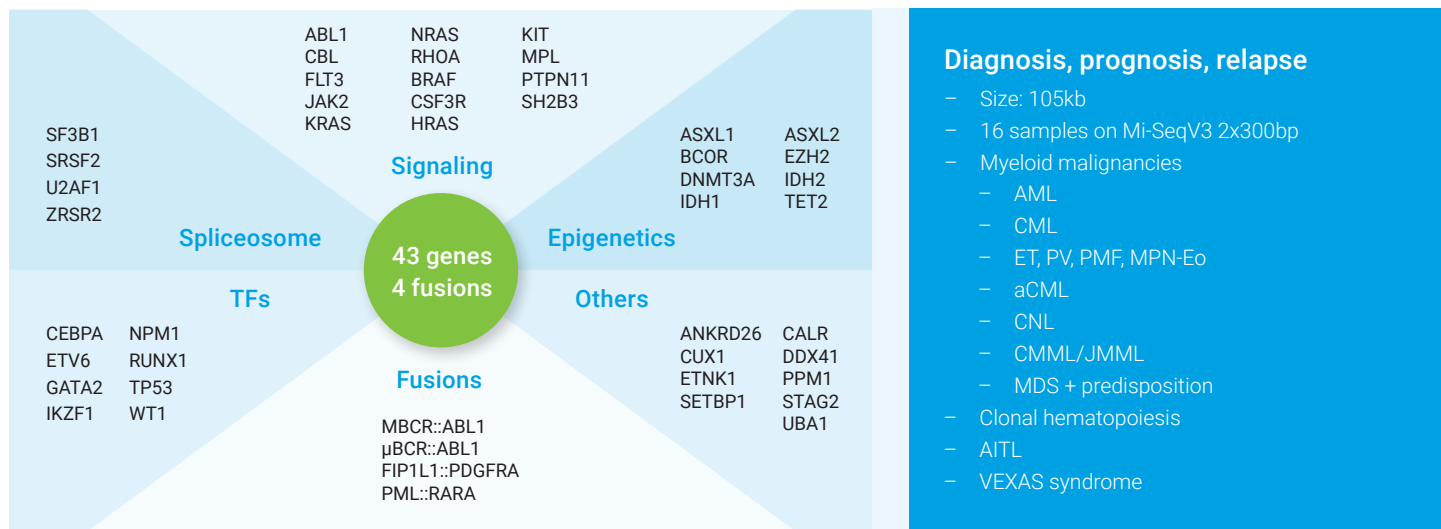 ABL1 NRAS KIT
CBL RHOA MPL
FLT3 BRAF PTPN11
JAK2 CSF3R SH2B3
KRAS HRAS
Signaling
SF3B1
SRSF2
U2AF1
ZRSR2
Spliceosome
ASXL1 ASXL2
BCOR EZH2
DNMT3A IDH2
IDH1 TET2
Epigenetics
43 genes
4 fusions
TFs
CEBPA NPM1
ETV6 RUNX1
GATA2 TP53
IKZF1 WT1
Fusions
MBCR::ABL1
µBCR::ABL1
FIP1L1::PDGFRA
PML::RARA
Others
ANKRD26 CALR
CUX1 DDX41
ETNK1 PPM1
SETBP1 STAG2
UBA1
Diagnosis, prognosis, relapse
– Size: 105kb
– 16 samples on Mi-SeqV3 2x300bp
– Myeloid malignancies
– AML
– CML
– ET, PV, PMF, MPN-Eo
– aCML
– CNL
– CMML/JMML
– MDS + predisposition
– Clonal hematopoiesis
– AITL
– VEXAS syndrome